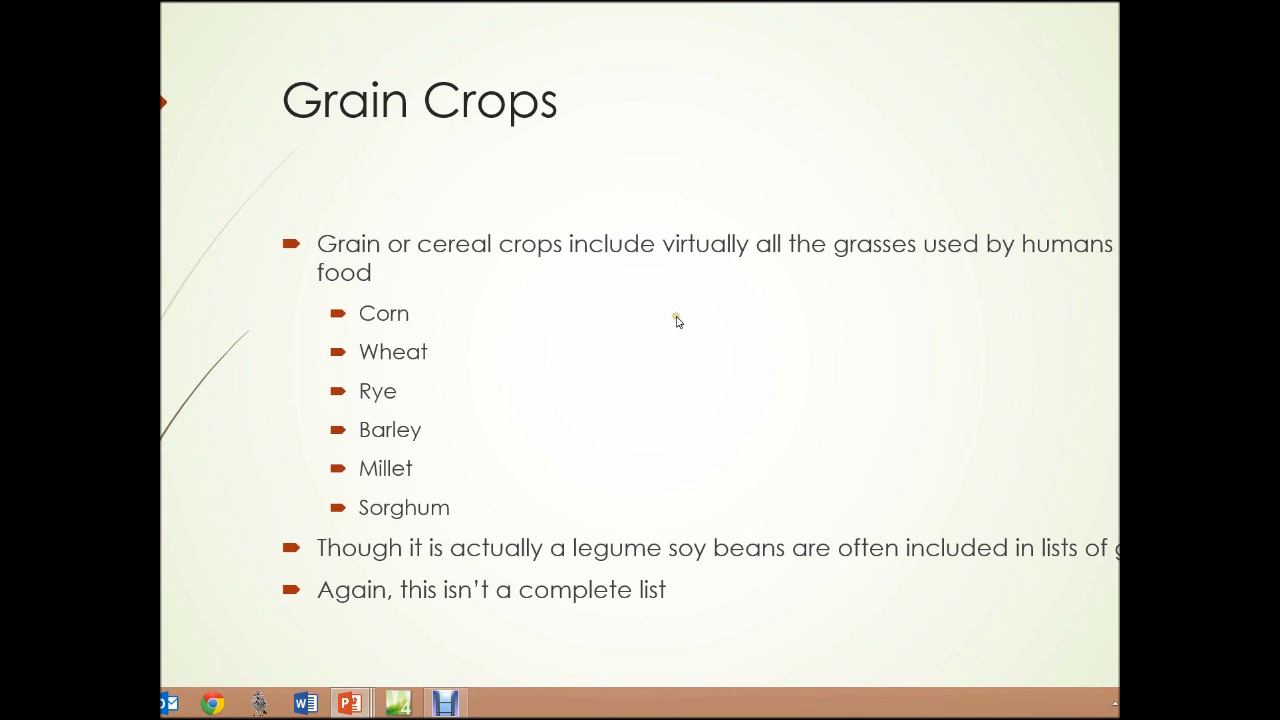 Grain Crops
Grain or cereal crops include virtually all the grasses used by humans
food
Corn
Wheat
Rye
Barley
Millet
Sorghum
Though it is actually a legume soy beans are often included in lists of
Again, this isn’t a complete list